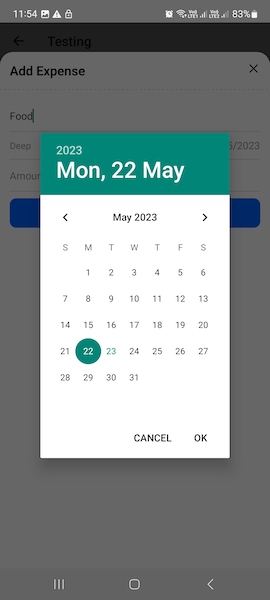 11:54 83%
Testing
Add Expense
Food
Deep 5/2023
Amoun
2023
Mon, 22 May
May 2023
S M T W T F S
1 2 3 4 5 6
7 8 9 10 11 12 13
14 15 16 17 18 19 20
21 22 23 24 25 26 27
28 29 30 31
CANCEL OK